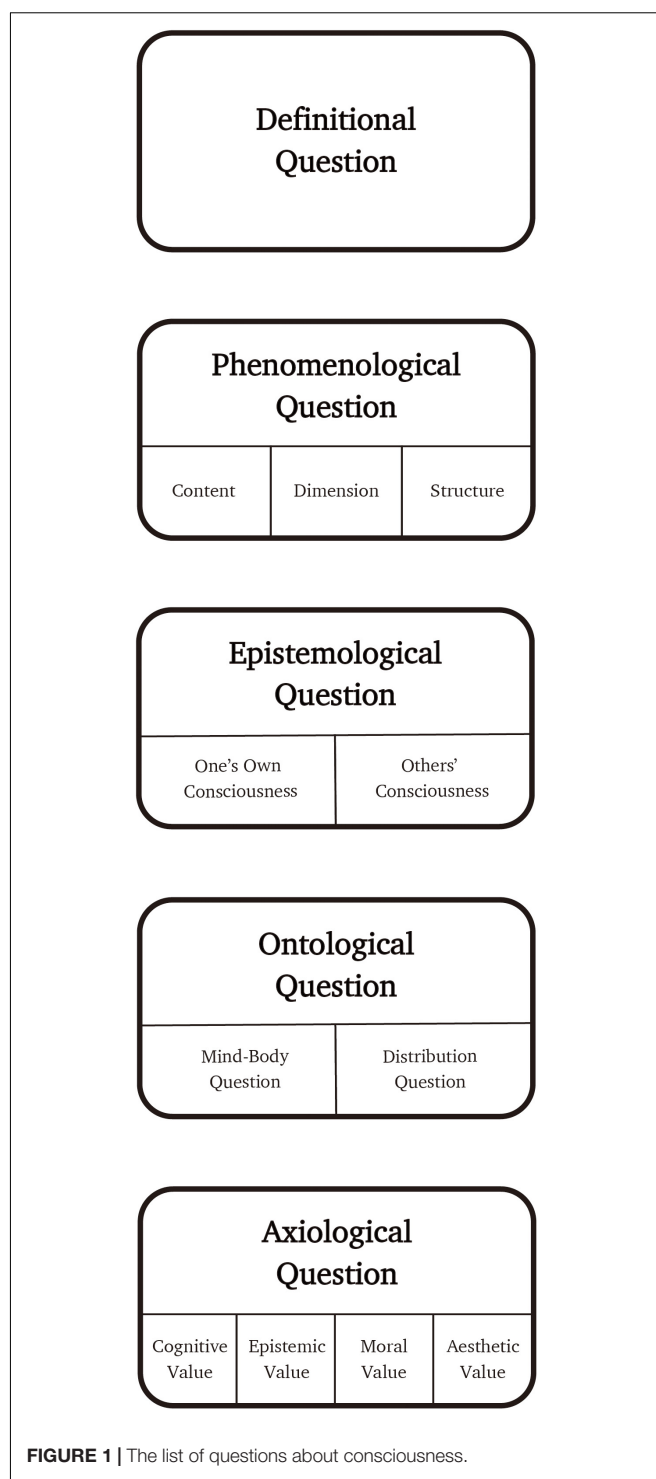 Definitional
Question
Phenomenological
Question
Content Dimension Structure
Epistemological
Question
One's Own
Consciousness
Others'
Consciousness
Ontological
Question
Mind-Body
Question
Distribution
Question
Axiological
Question
Cognitive
Value
Epistemic
Value
Moral
Value
Aesthetic
Value
FIGURE 1 | The list of questions about consciousness.